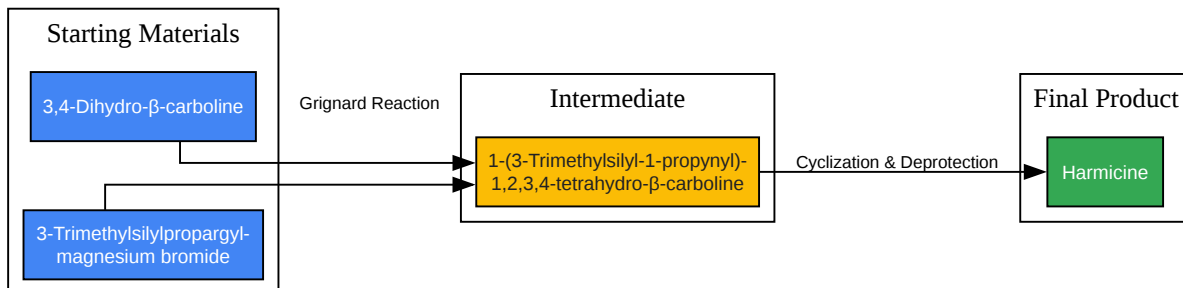 Starting Materials
3,4-Dihydro-β-carboline
3-Trimethylsilylpropargyl-
magnesium bromide
Grignard Reaction
Intermediate
1-(3-Trimethylsilyl-1-propynyl)-
1,2,3,4-tetrahydro-β-carboline
Cyclization & Deprotection
Final Product
Harmicine